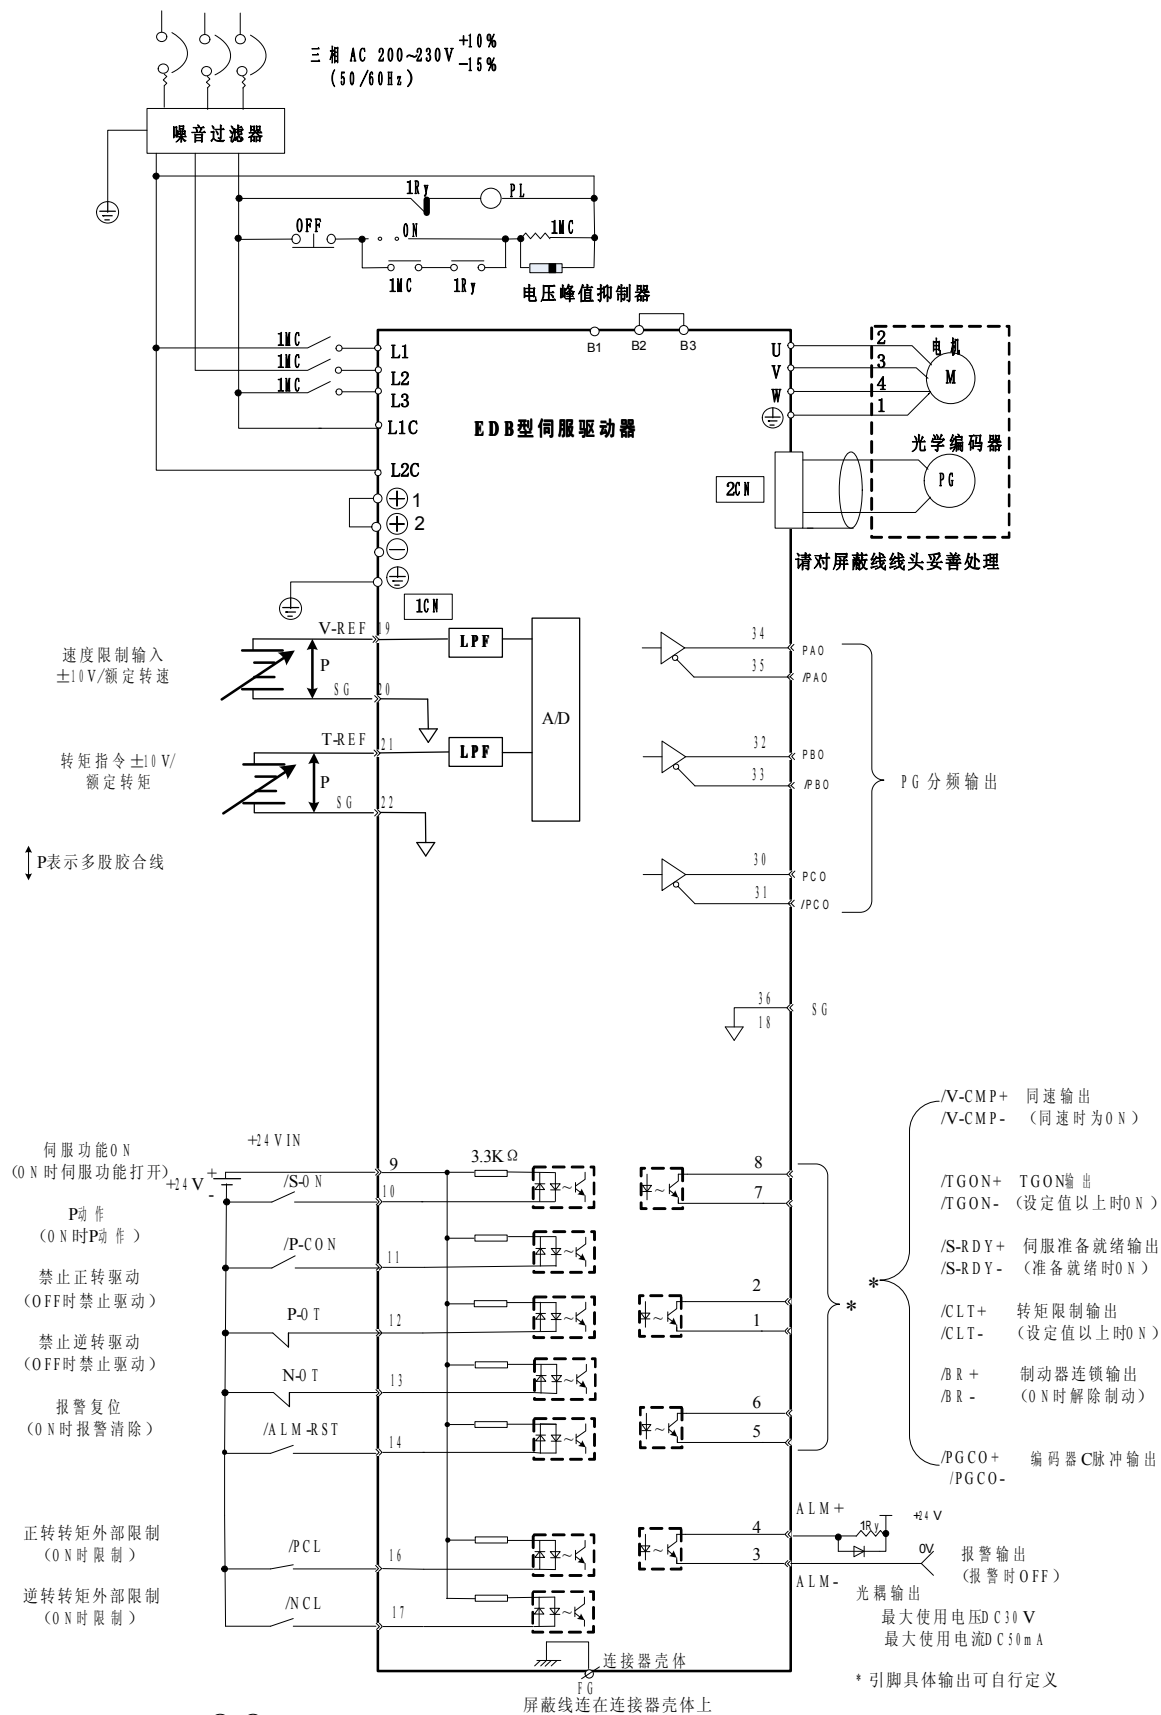 三相 AC 200~230V +10% -15%
(50/60Hz)
噪音过滤器
1Ry
PL
OFF
ON
1MC
1MC
1Ry
电压峰值抑制器
1MC
1MC
1MC
L1
L2
L3
L1C
L2C
1
2
B1
B2
B3
EDB型伺服驱动器
U
V
W
2
3
4
1
电机
M
光学编码器
PG
2CN
请对屏蔽线线头妥善处理
1CN
速度限制输入
±10V/额定转速
V-REF
19
P
SG
20
LPF
A/D
转矩指令±10V/
额定转矩
T-REF
21
P
SG
22
LPF
P表示多股胶合线
34
PAO
35
/PAO
32
PBO
33
/PBO
30
PCO
31
/PCO
PG分频输出
36
18
SG
+24VIN
+
+24V
-
伺服功能ON
(ON时伺服功能打开)
/S-ON
9
10
3.3KΩ
P动作
(ON时P动作)
/P-CON
11
禁止正转驱动
(OFF时禁止驱动)
P-OT
12
禁止逆转驱动
(OFF时禁止驱动)
N-OT
13
报警复位
(ON时报警清除)
/ALM-RST
14
正转转矩外部限制
(ON时限制)
/PCL
16
逆转转矩外部限制
(ON时限制)
/NCL
17
8
7
2
1
6
5
4
3
*
*
/V-CMP+ 同速输出
/V-CMP- (同速时为ON)
/TGON+ TGON输出
/TGON- (设定值以上时ON)
/S-RDY+ 伺服准备就绪输出
/S-RDY- (准备就绪时ON)
/CLT+ 转矩限制输出
/CLT- (设定值以上时ON)
/BR+ 制动器连锁输出
/BR- (ON时解除制动)
/PGCO+ 编码器C脉冲输出
/PGCO-
ALM+
1Ry
+24V
0V
ALM-
报警输出
(报警时OFF)
光耦输出
最大使用电压DC30V
最大使用电流DC50mA
* 引脚具体输出可自行定义
连接器壳体
FG
屏蔽线连在连接器壳体上